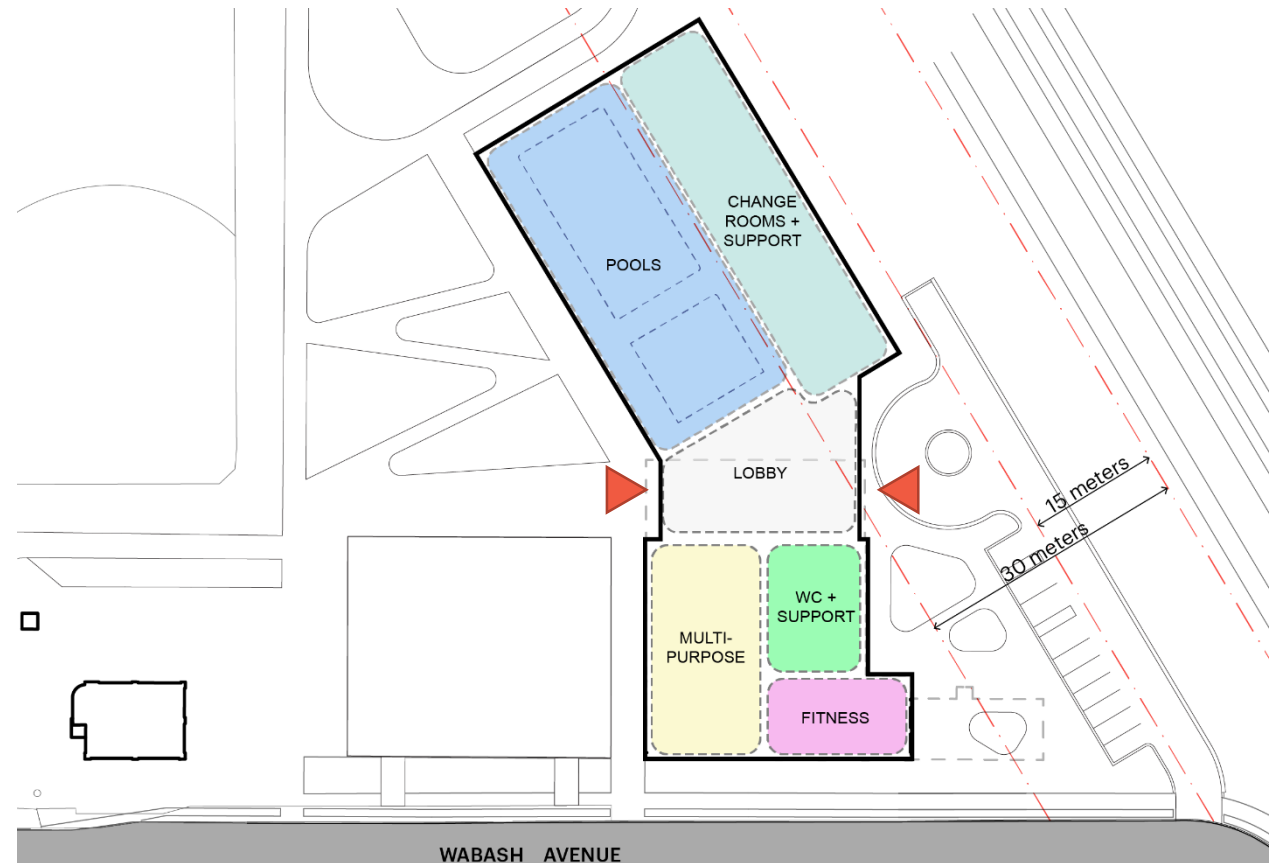 CHANGE
ROOMS +
SUPPORT
POOLS
LOBBY
15 meters
30 meters
WC +
SUPPORT
MULTI-
PURPOSE
FITNESS
WABASH AVENUE